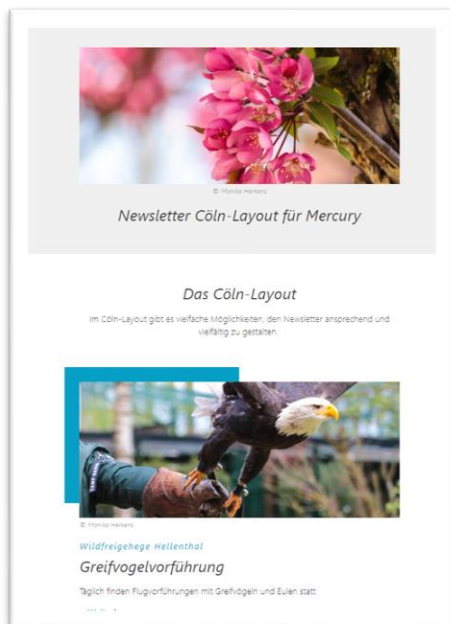 © Monika Herkens
Newsletter Cöln-Layout für Mercury
Das Cöln-Layout
Im Cöln-Layout gibt es vielfache Möglichkeiten, den Newsletter ansprechend und
vielfältig zu gestalten.
© Monika Herkens
Wildfreigehege Hellenthal
Greifvogelvorführung
Täglich finden Flugvorführungen mit Greifvögeln und Eulen statt